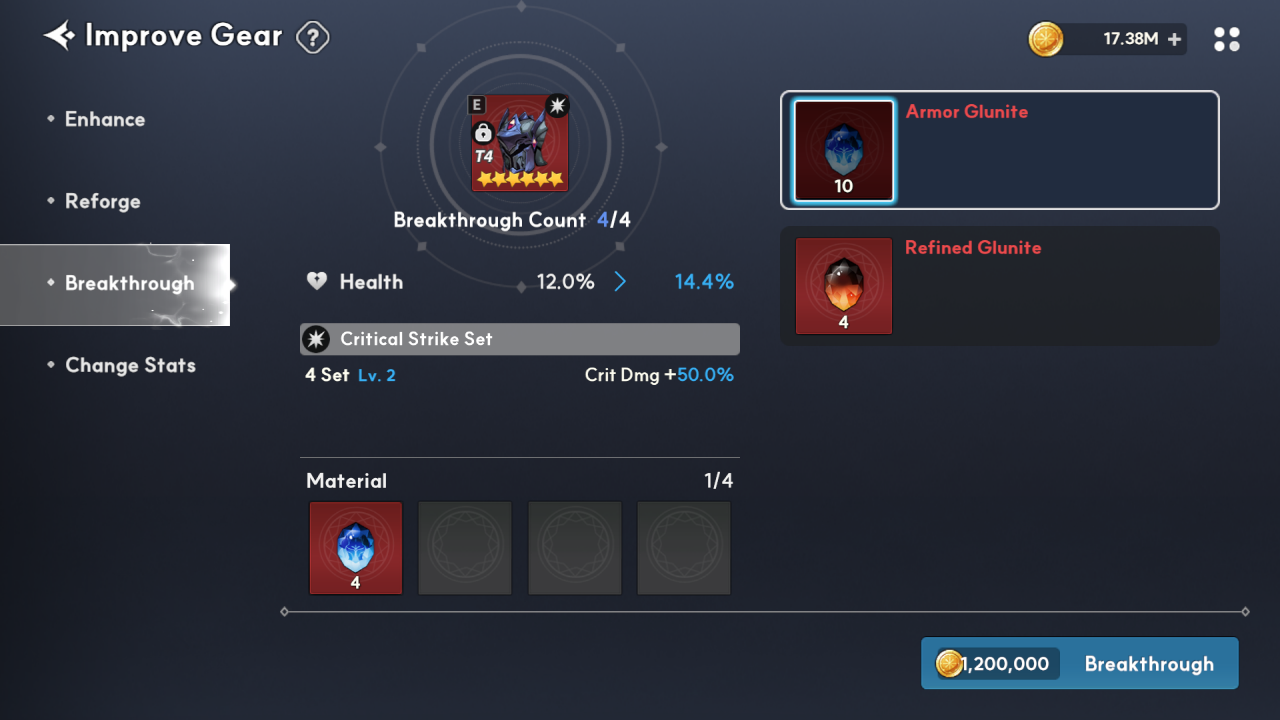 Improve Gear ?
17.38M +
Enhance
Reforge
Breakthrough
Change Stats
E
T4
Breakthrough Count 4/4
Health 12.0% 14.4%
Critical Strike Set
4 Set Lv. 2 Crit Dmg +50.0%
Material 1/4
4
Armor Glunite
10
Refined Glunite
4
1,200,000 Breakthrough